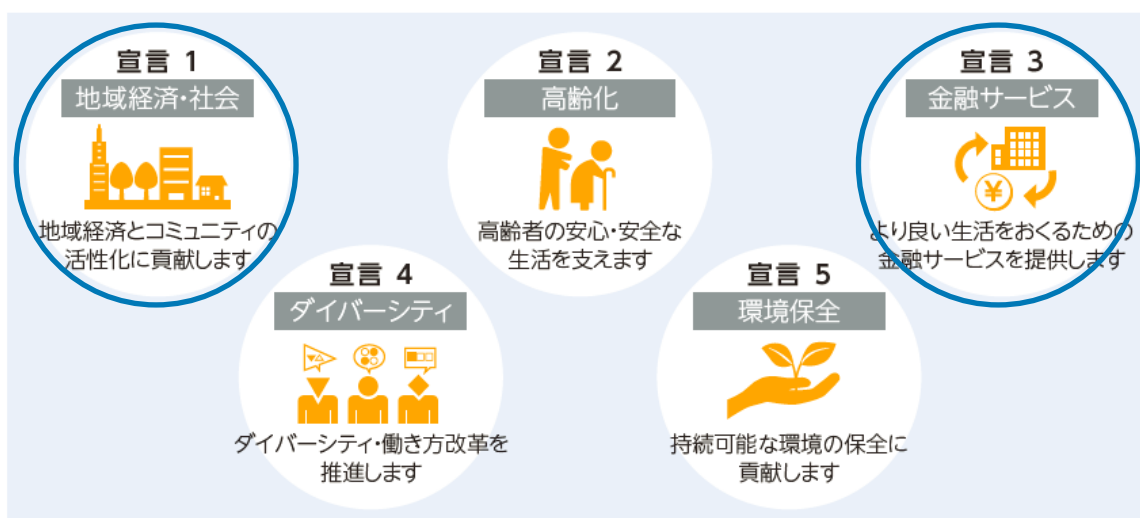 宣言 1
地域経済・社会
地域経済とコミュニティの
活性化に貢献します
宣言 2
高齢化
高齢者の安心・安全な
生活を支えます
宣言 3
金融サービス
¥
より良い生活をおくるための
金融サービスを提供します
宣言 4
ダイバーシティ
ダイバーシティ・働き方改革を
推進します
宣言 5
環境保全
持続可能な環境の保全に
貢献します